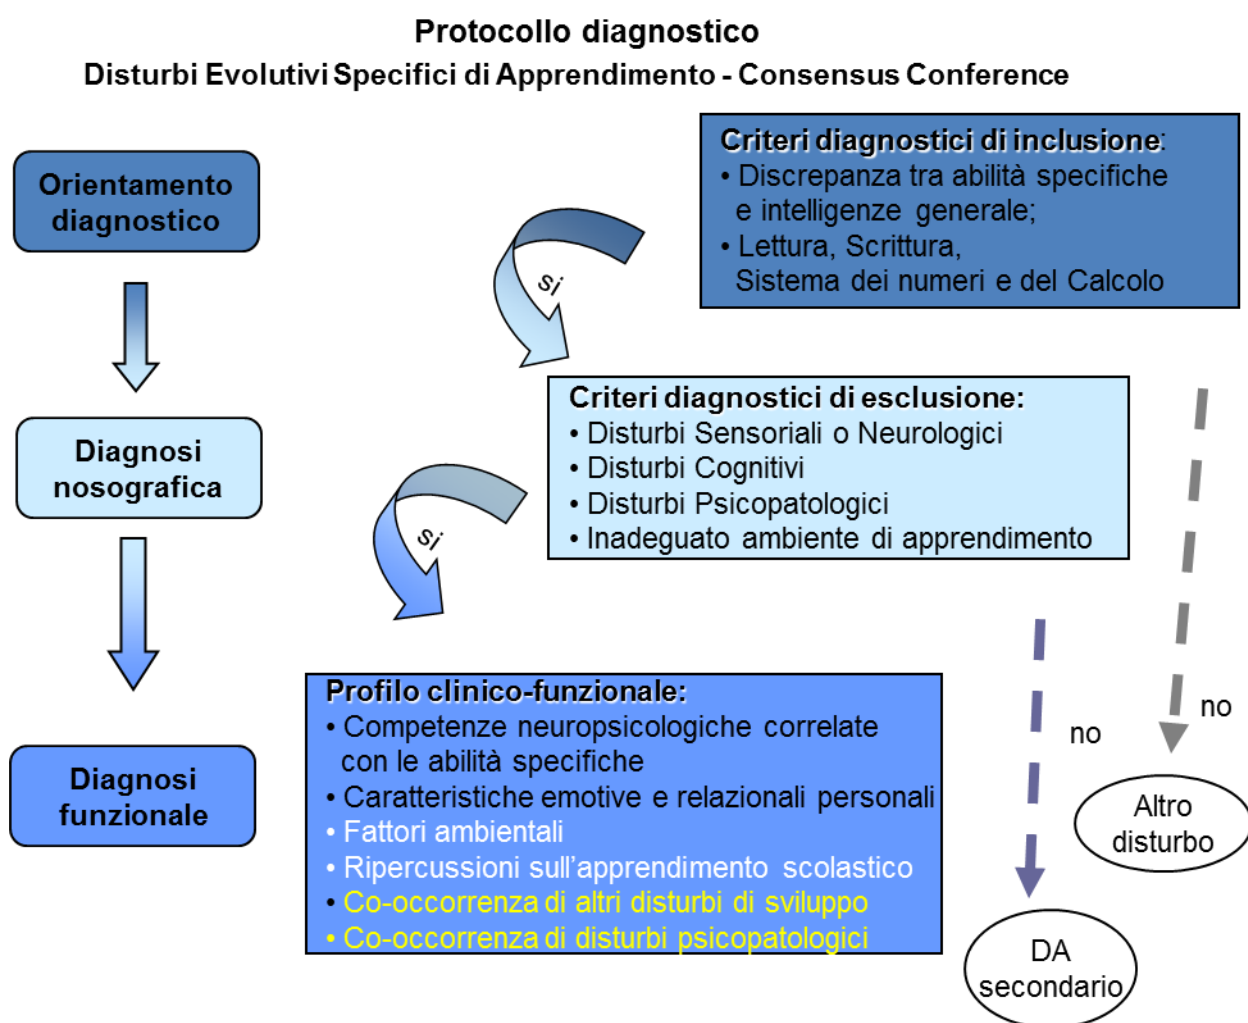 Protocollo diagnostico
Disturbi Evolutivi Specifici di Apprendimento - Consensus Conference
Orientamento
diagnostico
Criteri diagnostici di inclusione:
• Discrepanza tra abilità specifiche
e intelligenze generale;
• Lettura, Scrittura,
Sistema dei numeri e del Calcolo
si
Diagnosi
nosografica
Criteri diagnostici di esclusione:
• Disturbi Sensoriali o Neurologici
• Disturbi Cognitivi
• Disturbi Psicopatologici
• Inadeguato ambiente di apprendimento
si
Diagnosi
funzionale
Profilo clinico-funzionale:
• Competenze neuropsicologiche correlate
con le abilità specifiche
• Caratteristiche emotive e relazionali personali
• Fattori ambientali
• Ripercussioni sull'apprendimento scolastico
• Co-occorrenza di altri disturbi di sviluppo
• Co-occorrenza di disturbi psicopatologici
no
no
Altro
disturbo
DA
secondario